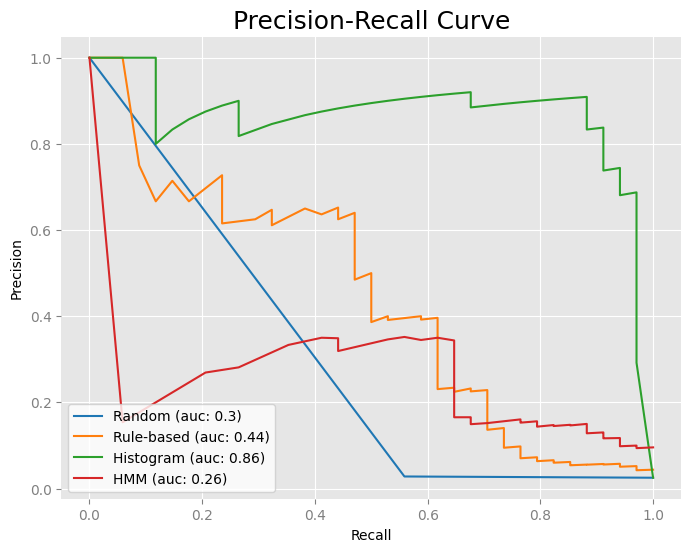 Precision-Recall Curve
1.0
0.8
0.6
0.4
0.2
0.0
Precision
Random (auc: 0.3)
Rule-based (auc: 0.44)
Histogram (auc: 0.86)
HMM (auc: 0.26)
0.0 0.2 0.4 0.6 0.8 1.0
Recall